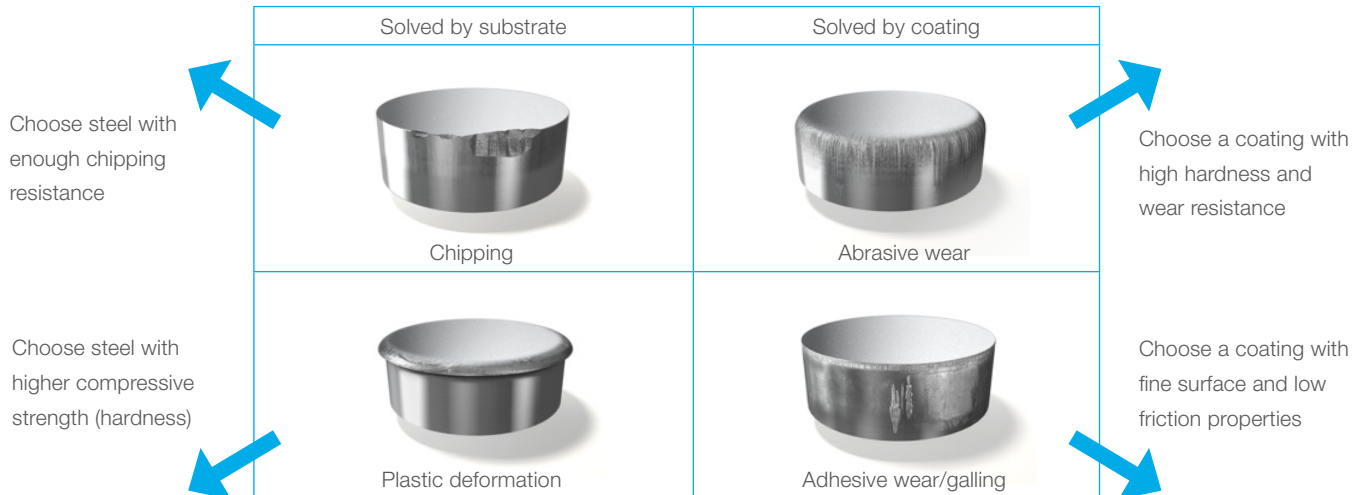 Solved by substrate
Solved by coating
Choose steel with
enough chipping
resistance
Chipping
Abrasive wear
Choose a coating with
high hardness and
wear resistance
Choose steel with
higher compressive
strength (hardness)
Plastic deformation
Adhesive wear/galling
Choose a coating with
fine surface and low
friction properties